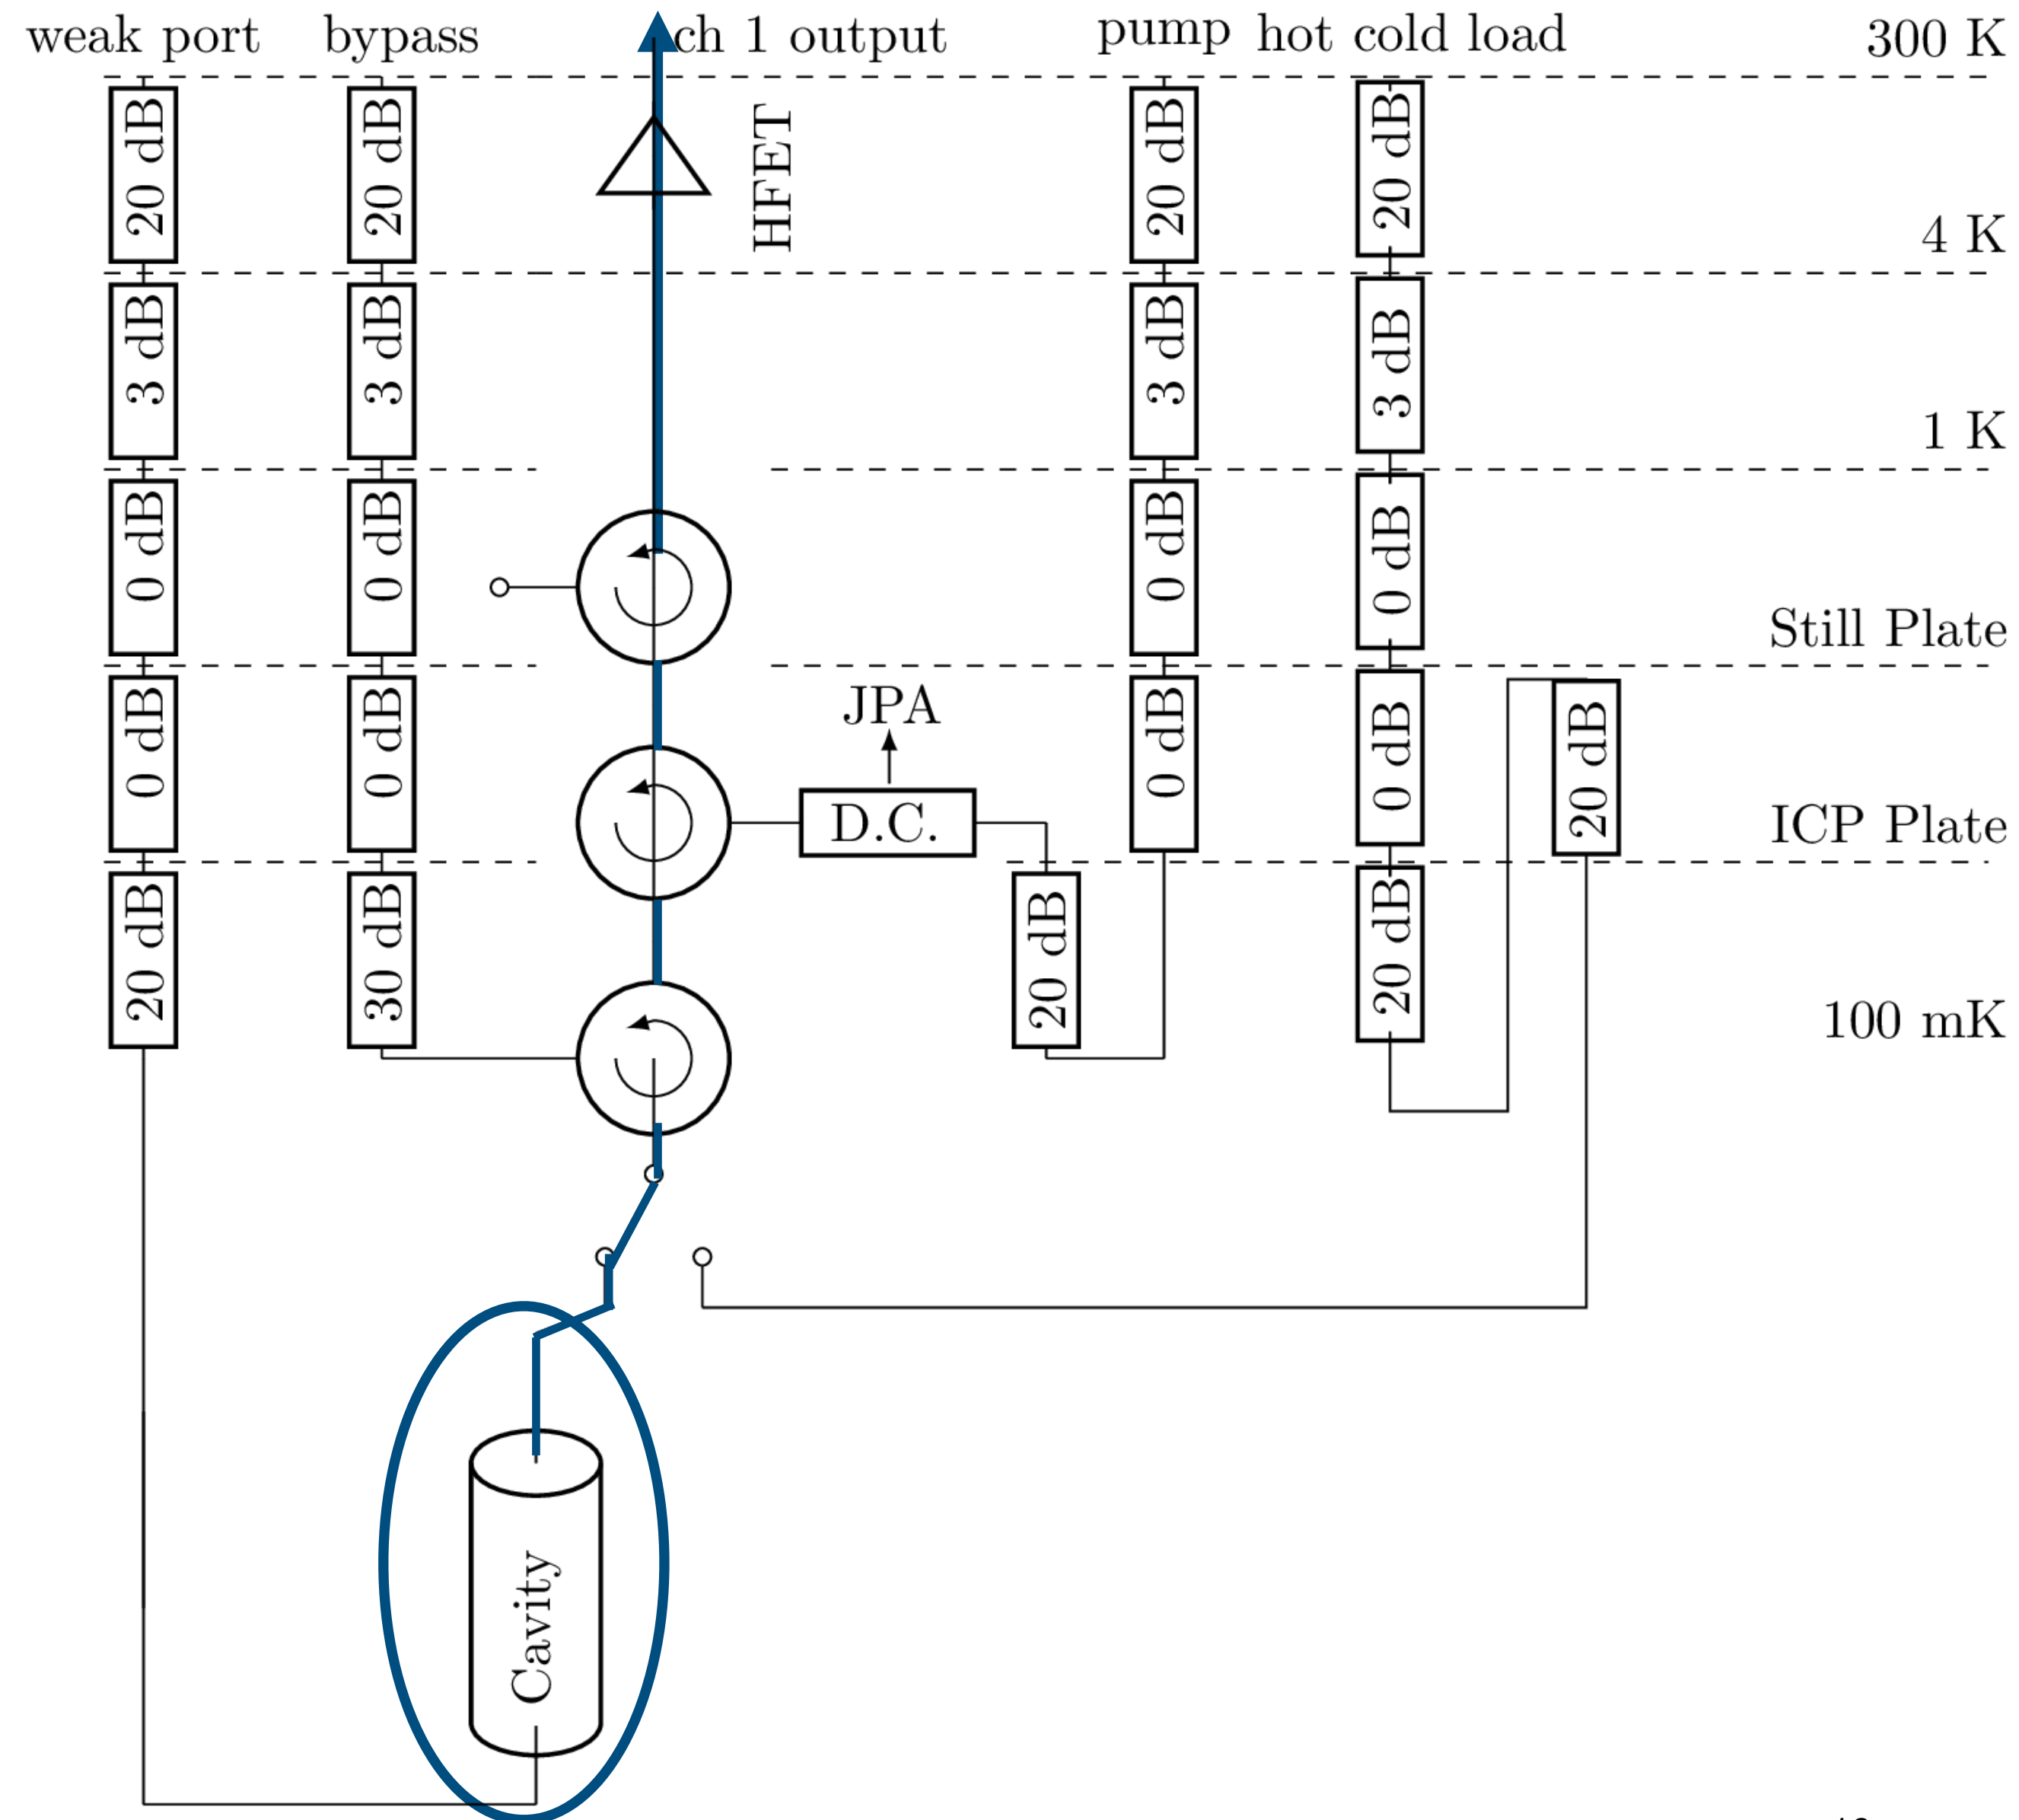 weak port
bypass
ch 1 output
pump
hot cold load
300 K
20 dB
20 dB
HFET
20 dB
20 dB
4 K
3 dB
3 dB
3 dB
3 dB
1 K
0 dB
0 dB
0 dB
0 dB
Still Plate
0 dB
0 dB
JPA
D.C.
0 dB
0 dB
20 dB
ICP Plate
20 dB
30 dB
20 dB
20 dB
100 mK
Cavity